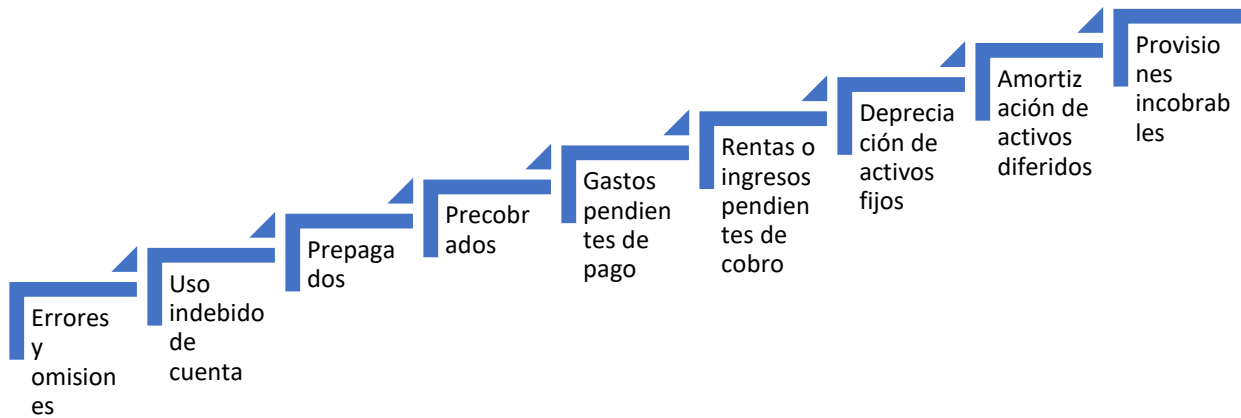 Errores
y
omision
es
Uso
indebido
de
cuenta
Prepaga
dos
Precobr
ados
Gastos
pendien
tes de
pago
Rentas o
ingresos
pendien
tes de
cobro
Deprecia
ción de
activos
fijos
Amortiz
ación de
activos
diferidos
Provisio
nes
incobrab
les